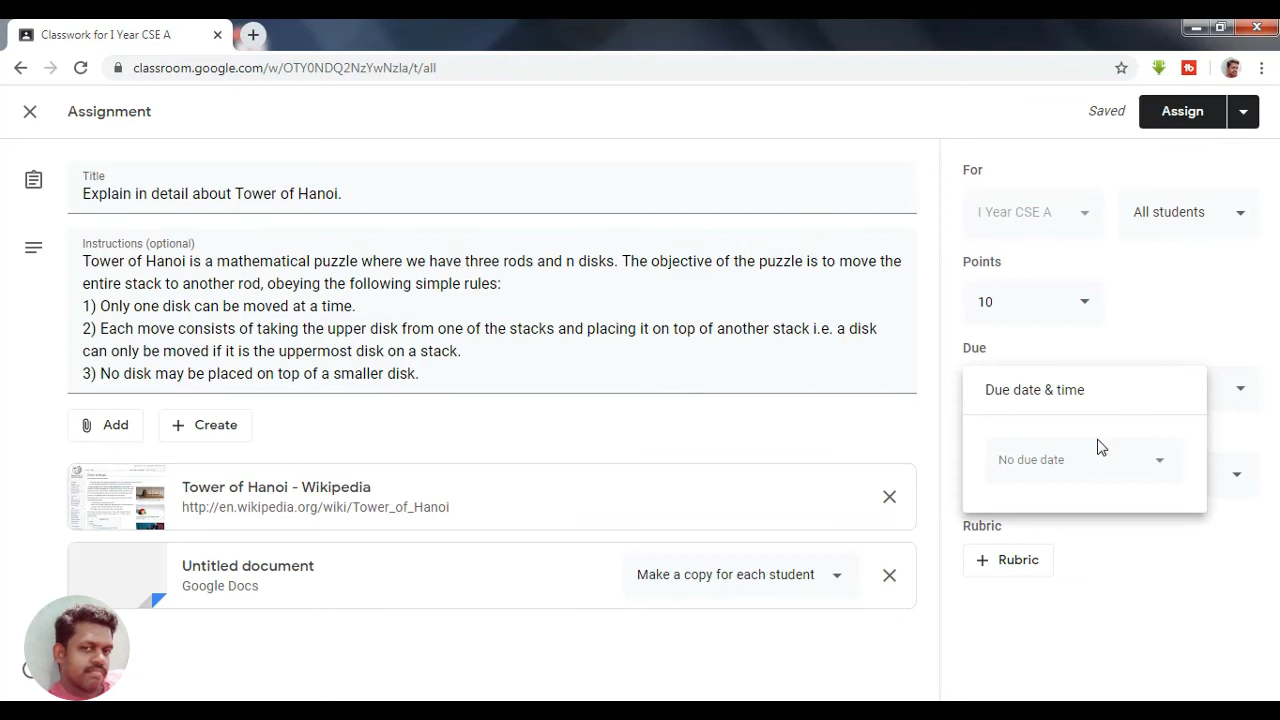 Classwork for I Year CSE A
classroom.google.com/w/OTY0NDQ2NzYwNzIa/t/all
Assignment
Saved
Assign
Title
Explain in detail about Tower of Hanoi.
Instructions (optional)
Tower of Hanoi is a mathematical puzzle where we have three rods and n disks. The objective of the puzzle is to move the
entire stack to another rod, obeying the following simple rules:
1) Only one disk can be moved at a time.
2) Each move consists of taking the upper disk from one of the stacks and placing it on top of another stack i.e. a disk
can only be moved if it is the uppermost disk on a stack.
3) No disk may be placed on top of a smaller disk.
Add
Create
Tower of Hanoi - Wikipedia
http://en.wikipedia.org/wiki/Tower_of_Hanoi
Untitled document
Google Docs
Make a copy for each student
For
I Year CSE A
All students
Points
10
Due
Due date & time
No due date
Rubric
Rubric